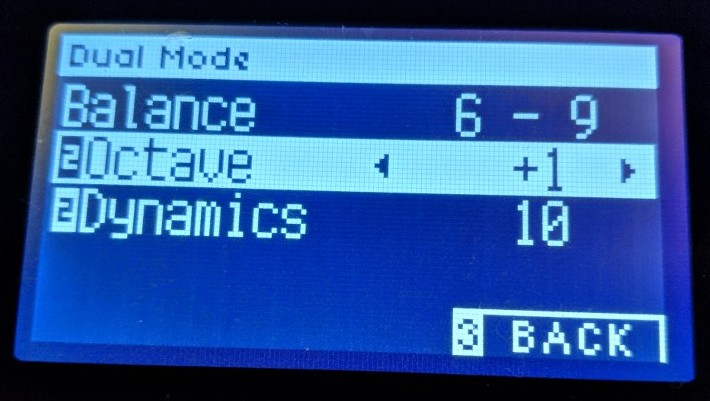 Dual Mode
Balance 6 - 9
2Octave +1
2Dynamics 10
3 BACK